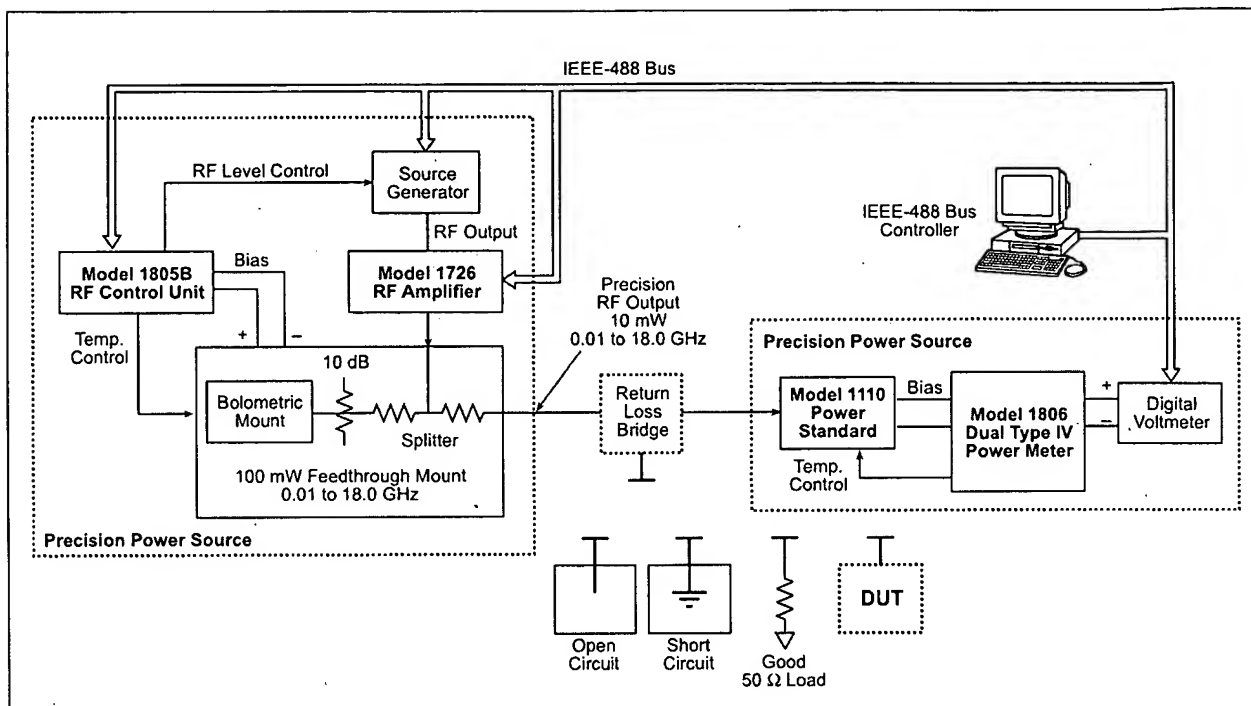 IEEE-488 Bus
RF Level Control
Source
Generator
RF Output
IEEE-488 Bus
Controller
Model 1805B
RF Control Unit
Bias
Model 1726
RF Amplifier
Precision
RF Output
10 mW
0.01 to 18.0 GHz
Temp.
Control
+
–
10 dB
Bolometric
Mount
Splitter
100 mW Feedthrough Mount
0.01 to 18.0 GHz
Precision Power Source
Return
Loss
Bridge
Precision Power Source
Model 1110
Power
Standard
Bias
Temp.
Control
Model 1806
Dual Type IV
Power Meter
+
–
Digital
Voltmeter
Open
Circuit
Short
Circuit
Good
50 Ω Load
DUT